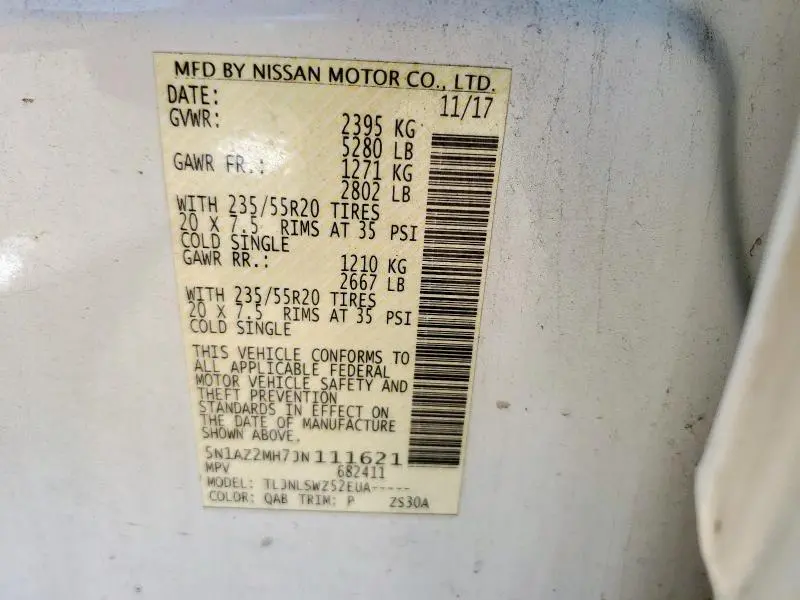 MFD BY NISSAN MOTOR CO., LTD.
DATE: 11/17
GVWR: 2395 KG
5280 LB
GAWR FR.: 1271 KG
2802 LB
WITH 235/55R20 TIRES
20 X 7.5 RIMS AT 35 PSI
COLD SINGLE
GAWR RR.: 1210 KG
2667 LB
WITH 235/55R20 TIRES
20 X 7.5 RIMS AT 35 PSI
COLD SINGLE
THIS VEHICLE CONFORMS TO
ALL APPLICABLE FEDERAL
MOTOR VEHICLE SAFETY AND
THEFT PREVENTION
STANDARDS IN EFFECT ON
THE DATE OF MANUFACTURE
SHOWN ABOVE.
5N1AZ2MH7JN111621
MPV 682411
MODEL: TLJNLSWZ52EUA-----
COLOR: QAB TRIM: P ZS30A